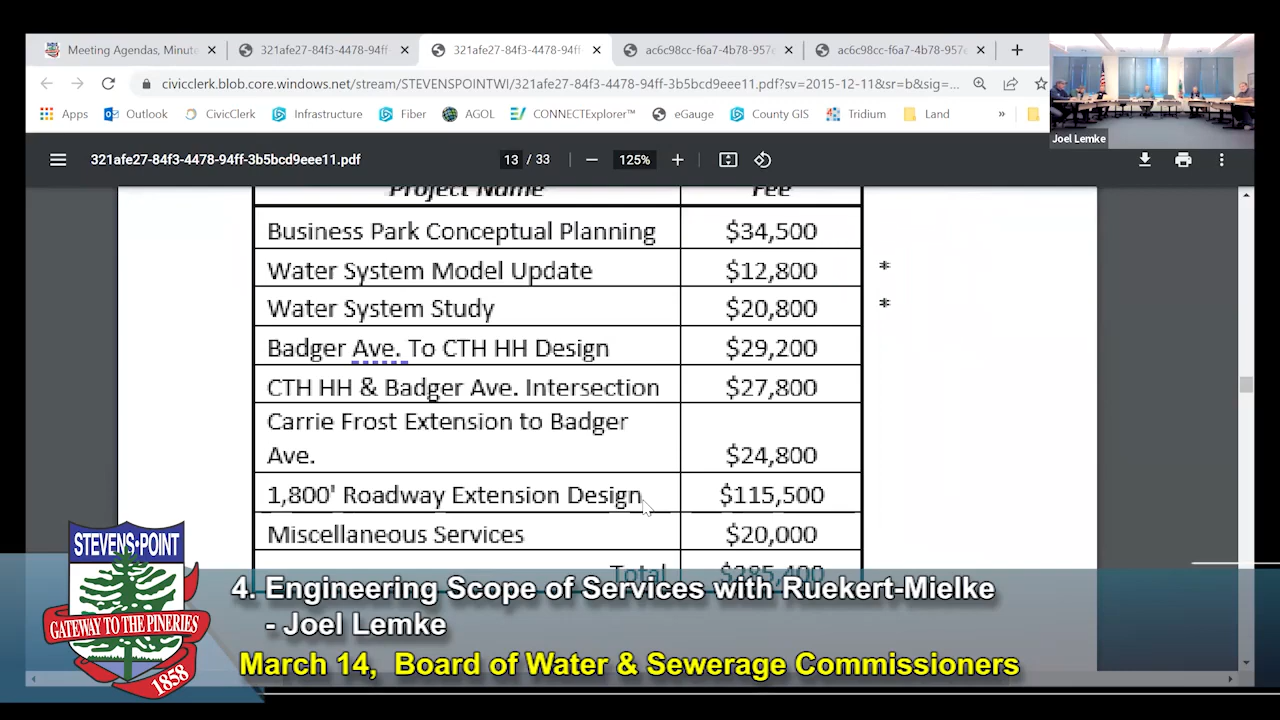 Meeting Agendas, Minute
321afe27-84f3-4478-94ff
321afe27-84f3-4478-94ff
ac6c98cc-f6a7-4b78-957c
ac6c98cc-f6a7-4b78-957c
civicclerk.blob.core.windows.net/stream/STEVENSPOINTWI/321afe27-84f3-4478-94ff-3b5bcd9eee11.pdf?sv=2015-12-11&sr=b&sig=...
Apps Outlook CivicClerk Infrastructure Fiber AGOL CONNECTExplorer™ eGauge County GIS Tridium Land »
Joel Lemke
321afe27-84f3-4478-94ff-3b5bcd9eee11.pdf 13 / 33 125%
Project Name Fee
Business Park Conceptual Planning $34,500
Water System Model Update $12,800 *
Water System Study $20,800 *
Badger Ave. To CTH HH Design $29,200
CTH HH & Badger Ave. Intersection $27,800
Carrie Frost Extension to Badger
Ave. $24,800
1,800' Roadway Extension Design $115,500
Miscellaneous Services $20,000
Total $285,400
STEVENS·POINT
GATEWAY TO THE PINERIES
1858
4. Engineering Scope of Services with Ruekert-Mielke
- Joel Lemke
March 14, Board of Water & Sewerage Commissioners